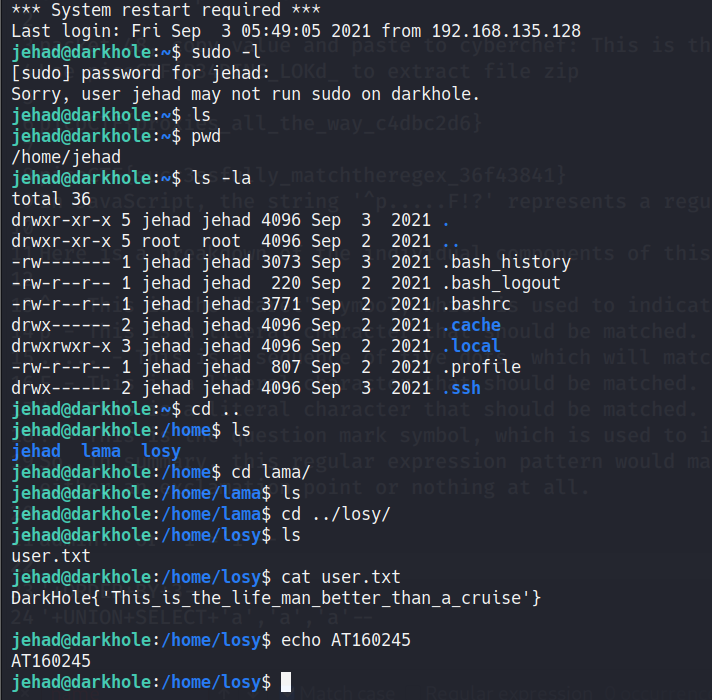 *** System restart required ***
Last login: Fri Sep  3 05:49:05 2021 from 192.168.135.128
jehad@darkhole:~$ sudo -l
[sudo] password for jehad:
Sorry, user jehad may not run sudo on darkhole.
jehad@darkhole:~$ ls
jehad@darkhole:~$ pwd
/home/jehad
jehad@darkhole:~$ ls -la
total 36
drwxr-xr-x 5 jehad jehad 4096 Sep  3  2021 .
drwxr-xr-x 5 root  root  4096 Sep  2  2021 ..
-rw------- 1 jehad jehad 3073 Sep  3  2021 .bash_history
-rw-r--r-- 1 jehad jehad  220 Sep  2  2021 .bash_logout
-rw-r--r-- 1 jehad jehad 3771 Sep  2  2021 .bashrc
drwx------ 2 jehad jehad 4096 Sep  2  2021 .cache
drwxrwxr-x 3 jehad jehad 4096 Sep  2  2021 .local
-rw-r--r-- 1 jehad jehad  807 Sep  2  2021 .profile
drwx------ 2 jehad jehad 4096 Sep  3  2021 .ssh
jehad@darkhole:~$ cd ..
jehad@darkhole:/home$ ls
jehad  lama  losy
jehad@darkhole:/home$ cd lama/
jehad@darkhole:/home/lama$ ls
jehad@darkhole:/home/lama$ cd ../losy/
jehad@darkhole:/home/losy$ ls
user.txt
jehad@darkhole:/home/losy$ cat user.txt
DarkHole{'This_is_the_life_man_better_than_a_cruise'}
24 '+UNION+SELECT+'a','a','a'--
jehad@darkhole:/home/losy$ echo AT160245
AT160245
jehad@darkhole:/home/losy$
Match case
Regular expression